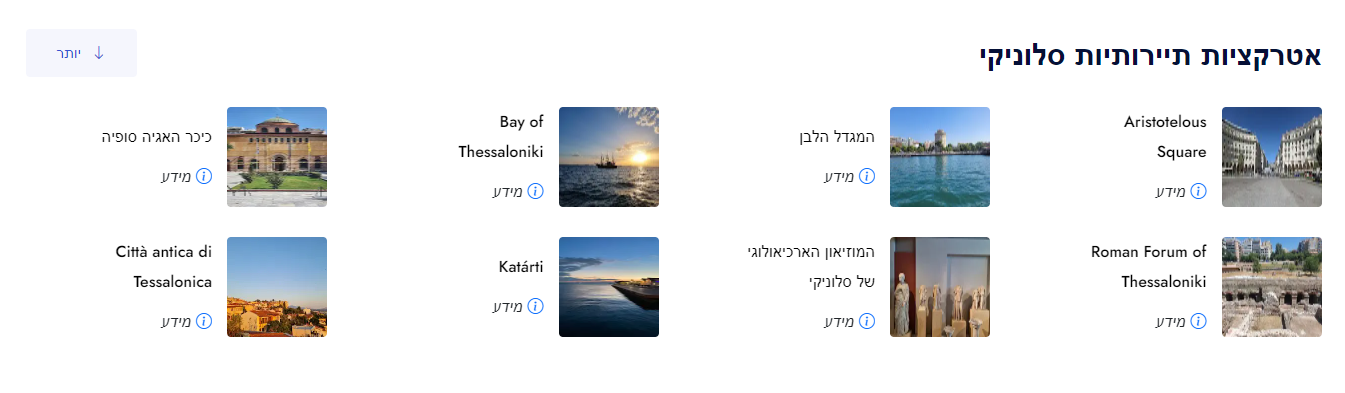 אטרקציות תיירותיות סלוניקי
יותר
Aristotelous
Square
מידע
המגדל הלבן
מידע
Bay of
Thessaloniki
מידע
כיכר האגיה סופיה
מידע
Roman Forum of
Thessaloniki
מידע
המוזיאון הארכיאולוגי
של סלוניקי
מידע
Katárti
מידע
Città antica di
Tessalonica
מידע